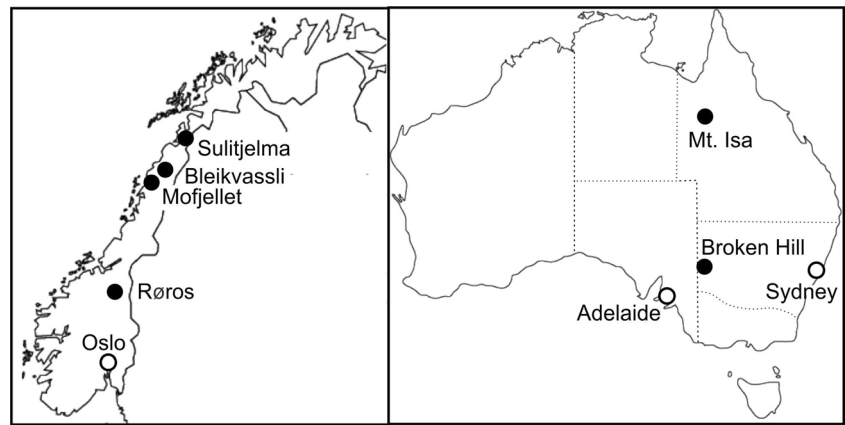 Sulitjelma
Bleikvassli
Mofjellet
Røros
Oslo
Mt. Isa
Broken Hill
Sydney
Adelaide